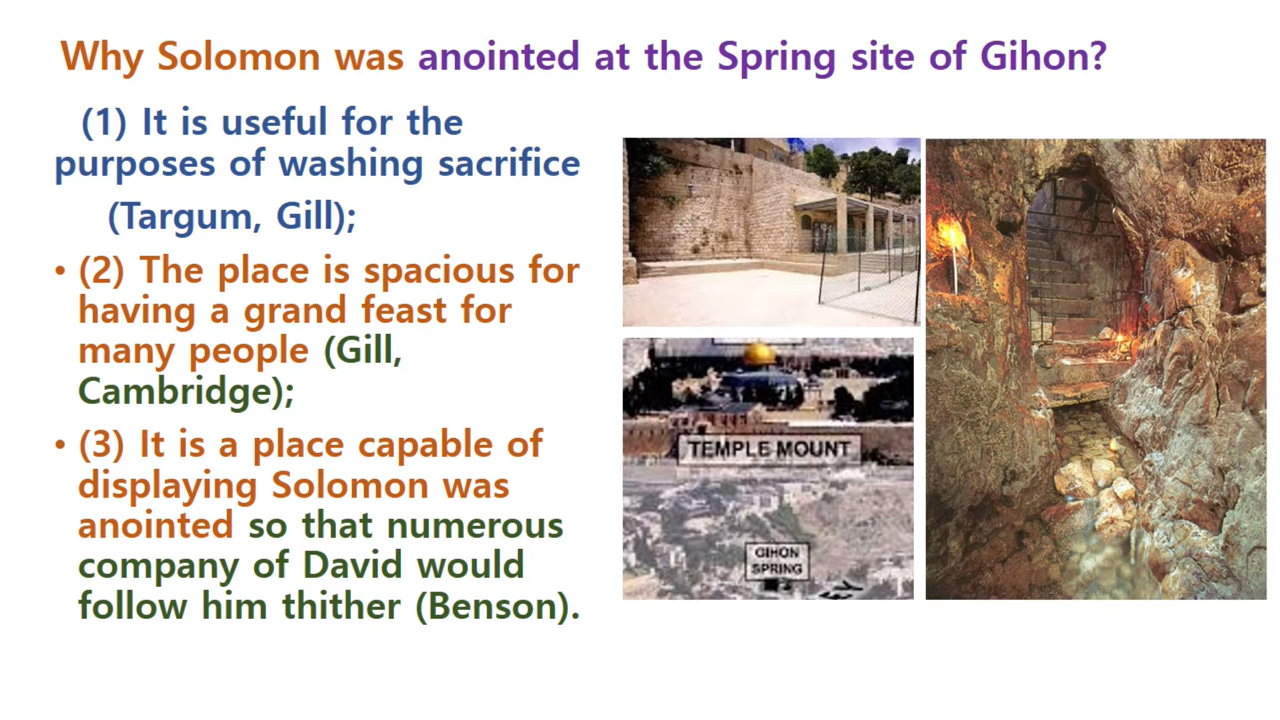 Why Solomon was anointed at the Spring site of Gihon?
(1) It is useful for the
purposes of washing sacrifice
(Targum, Gill);
• (2) The place is spacious for
having a grand feast for
many people (Gill,
Cambridge);
• (3) It is a place capable of
displaying Solomon was
anointed so that numerous
company of David would
follow him thither (Benson).
TEMPLE MOUNT
GIHON
SPRING